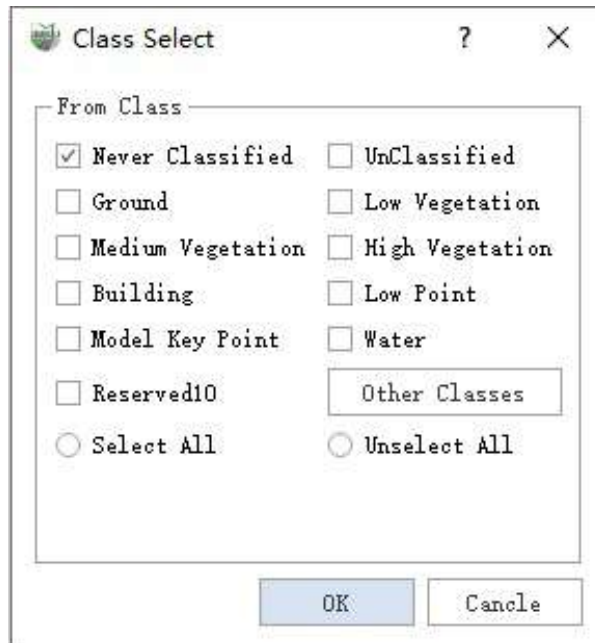 Class Select ?
From Class
Never Classified UnClassified
Ground Low Vegetation
Medium Vegetation High Vegetation
Building Low Point
Model Key Point Water
Reserved10 Other Classes
Select All Unselect All
OK Cancle